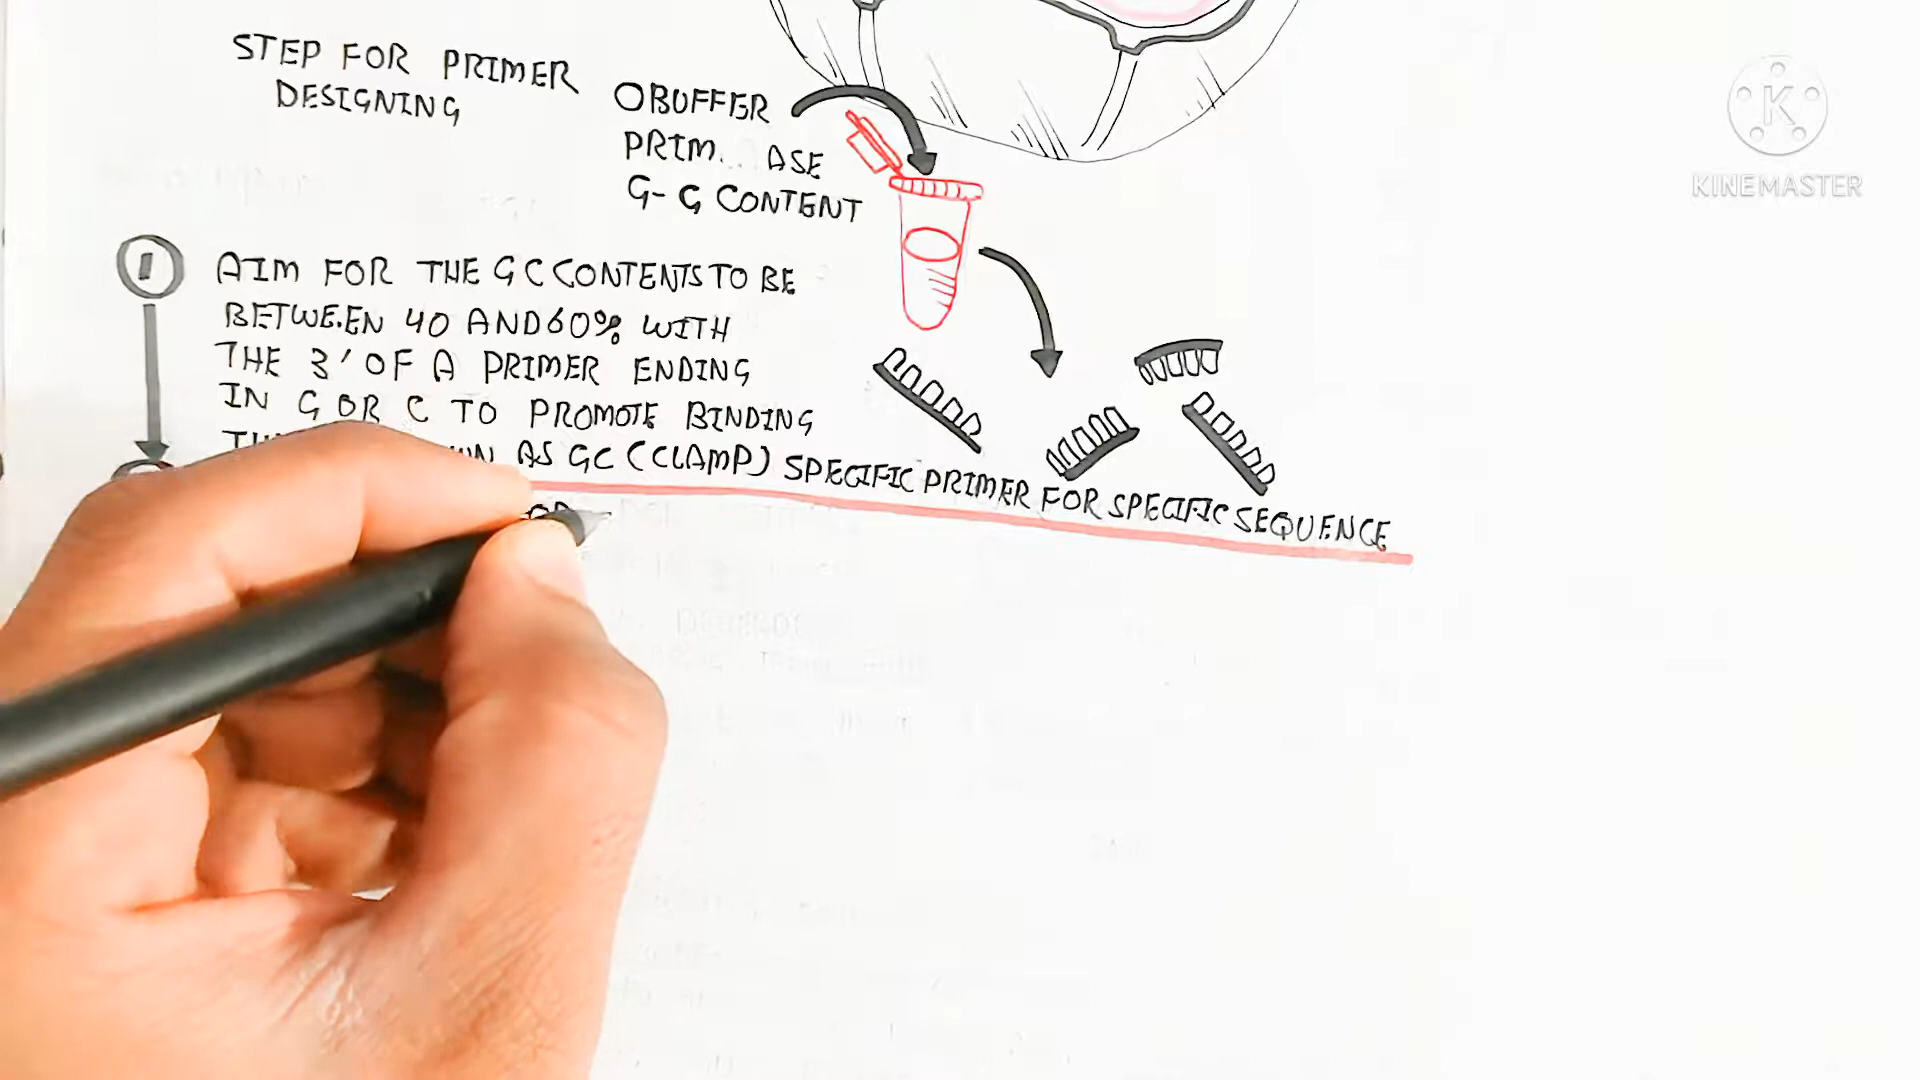 STEP FOR PRIMER
DESIGNING
OBUFFER
PRIM... ASE
G-G CONTENT
1
AIM FOR THE GC CONTENTS TO BE
BETWEEN 40 AND 60% WITH
THE 3' OF A PRIMER ENDING
IN G OR C TO PROMOTE BINDING
AS GC (CLAMP) SPECIFIC PRIMER FOR SPECIFIC SEQUENCE
K
KINEMASTER